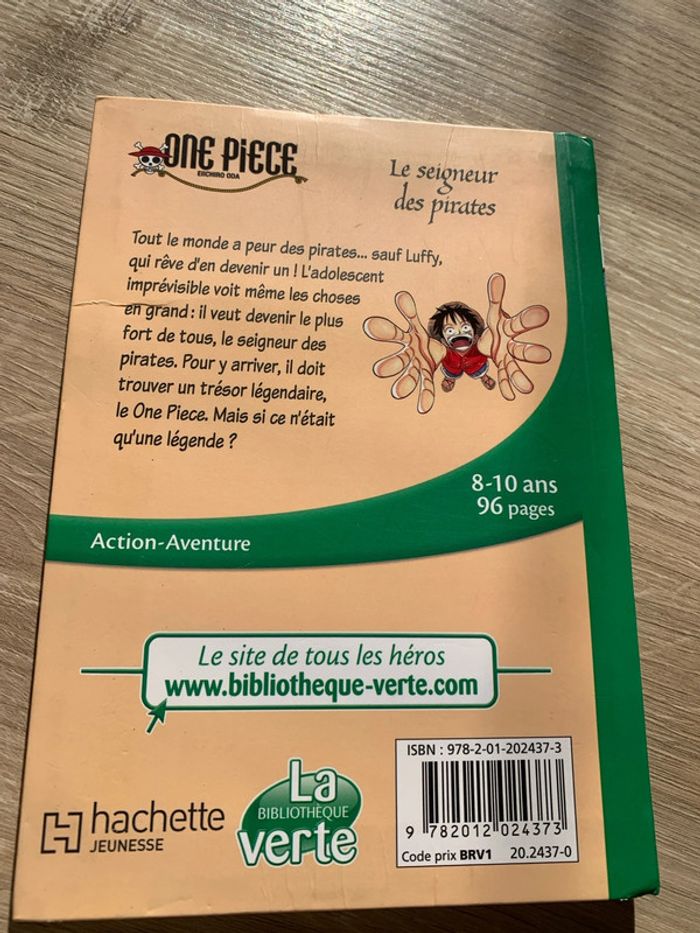 ONE PIECE
EIICHIRO ODA
Le seigneur
des pirates
Tout le monde a peur des pirates... sauf Luffy,
qui rêve d'en devenir un ! L'adolescent
imprévisible voit même les choses
en grand : il veut devenir le plus
fort de tous, le seigneur des
pirates. Pour y arriver, il doit
trouver un trésor légendaire,
le One Piece. Mais si ce n'était
qu'une légende ?
8-10 ans
96 pages
Action-Aventure
Le site de tous les héros
www.bibliotheque-verte.com
hachette
JEUNESSE
La
BIBLIOTHÈQUE
verte
ISBN : 978-2-01-202437-3
9 782012 024373
Code prix BRV1 20.2437-0